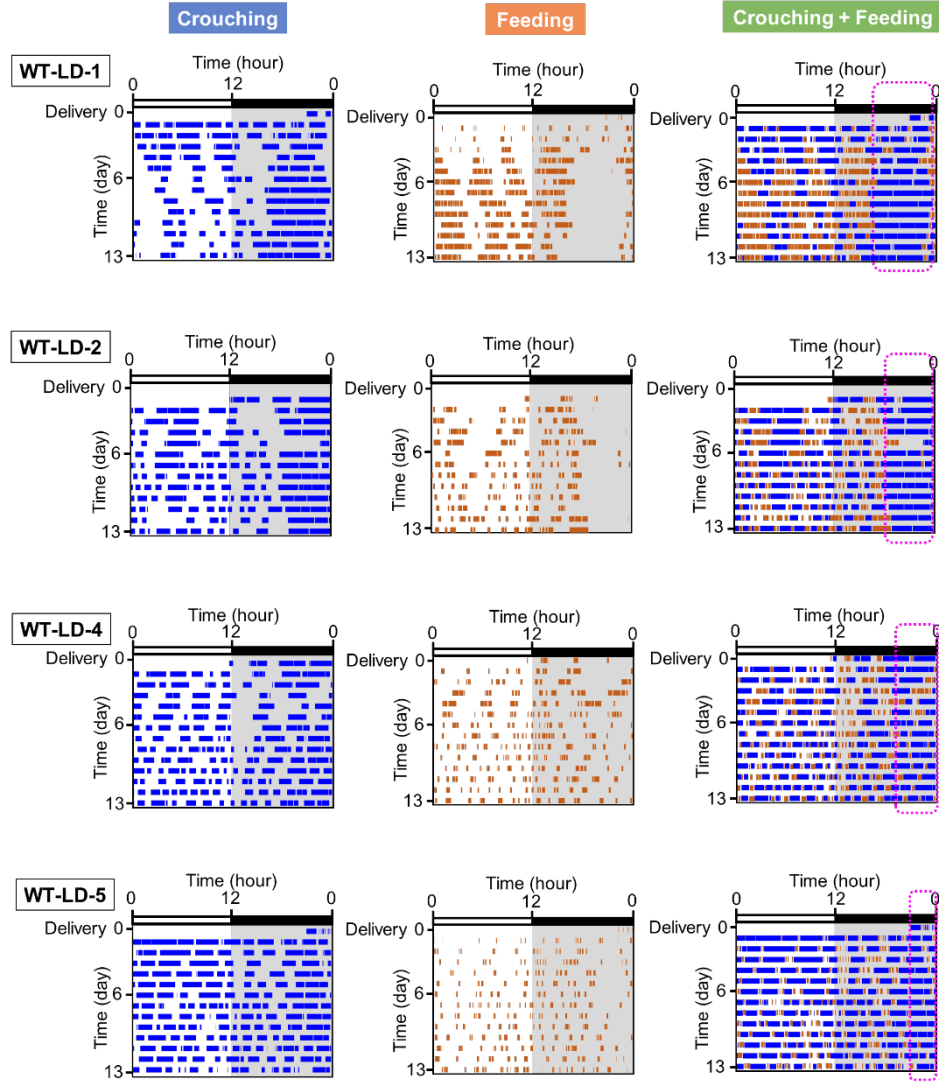 Crouching
Feeding
Crouching + Feeding
WT-LD-1
Time (hour)
0 12 0
Delivery 0
6
13
Time (day)
Time (hour)
0 12 0
Delivery 0
6
13
Time (day)
Time (hour)
0 12 0
Delivery 0
6
13
Time (day)
WT-LD-2
Time (hour)
0 12 0
Delivery 0
6
13
Time (day)
Time (hour)
0 12 0
Delivery 0
6
13
Time (day)
Time (hour)
0 12 0
Delivery 0
6
13
Time (day)
WT-LD-4
Time (hour)
0 12 0
Delivery 0
6
13
Time (day)
Time (hour)
0 12 0
Delivery 0
6
13
Time (day)
Time (hour)
0 12 0
Delivery 0
6
13
Time (day)
WT-LD-5
Time (hour)
0 12 0
Delivery 0
6
13
Time (day)
Time (hour)
0 12 0
Delivery 0
6
13
Time (day)
Time (hour)
0 12 0
Delivery 0
6
13
Time (day)